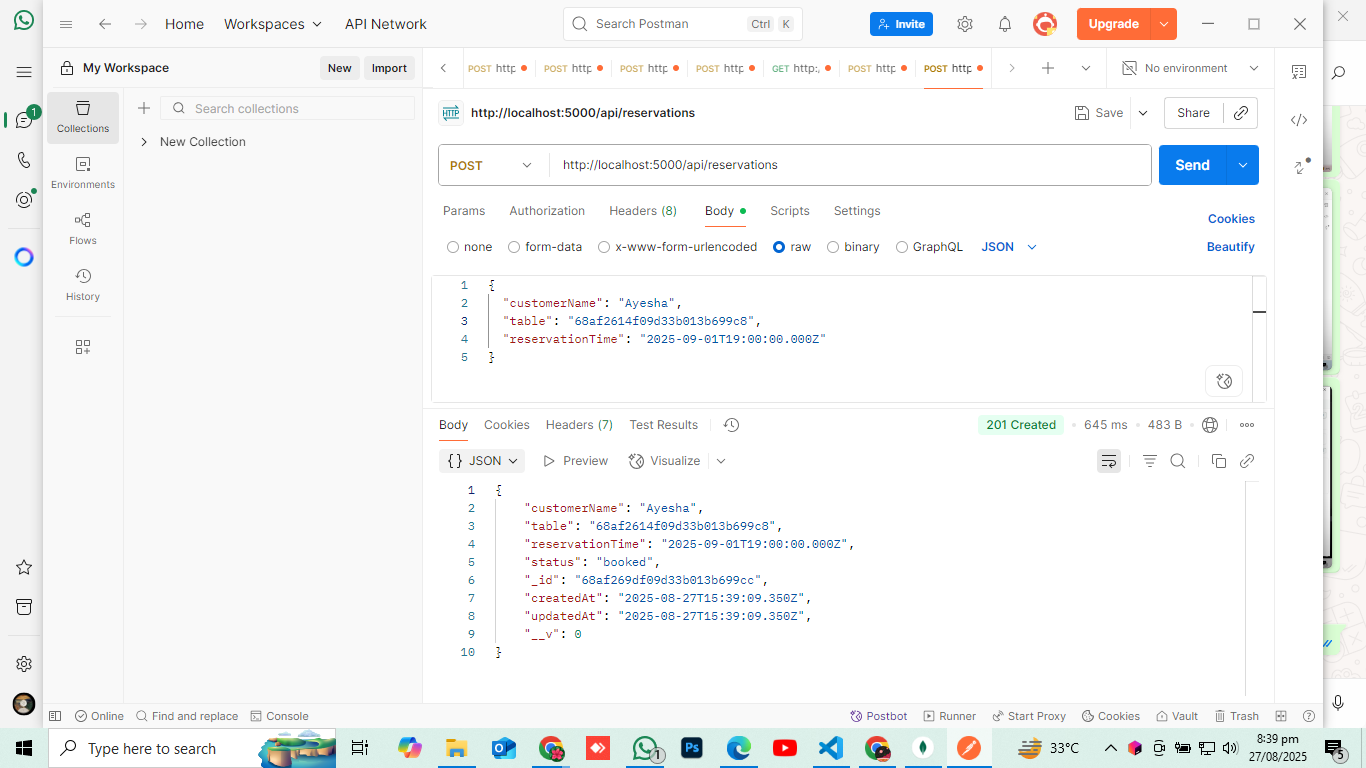 Home
Workspaces
API Network
Search Postman
Ctrl K
Invite
Upgrade
My Workspace
New
Import
POST http
POST http
POST http
POST http
GET http:/
POST http
POST http
No environment
1
Collections
Environments
Flows
History
Search collections
New Collection
HTTP
http://localhost:5000/api/reservations
Save
Share
POST
http://localhost:5000/api/reservations
Send
Params
Authorization
Headers (8)
Body
Scripts
Settings
Cookies
none
form-data
x-www-form-urlencoded
raw
binary
GraphQL
JSON
Beautify
1 {
2 "customerName": "Ayesha",
3 "table": "68af2614f09d33b013b699c8",
4 "reservationTime": "2025-09-01T19:00:00.000Z"
5 }
Body
Cookies
Headers (7)
Test Results
201 Created
645 ms
483 B
{} JSON
Preview
Visualize
1 {
2 "customerName": "Ayesha",
3 "table": "68af2614f09d33b013b699c8",
4 "reservationTime": "2025-09-01T19:00:00.000Z",
5 "status": "booked",
6 "_id": "68af269df09d33b013b699cc",
7 "createdAt": "2025-08-27T15:39:09.350Z",
8 "updatedAt": "2025-08-27T15:39:09.350Z",
9 "__v": 0
10 }
Online
Find and replace
Console
Postbot
Runner
Start Proxy
Cookies
Vault
Trash
Type here to search
1
Ps
33°C
8:39 pm
27/08/2025
5